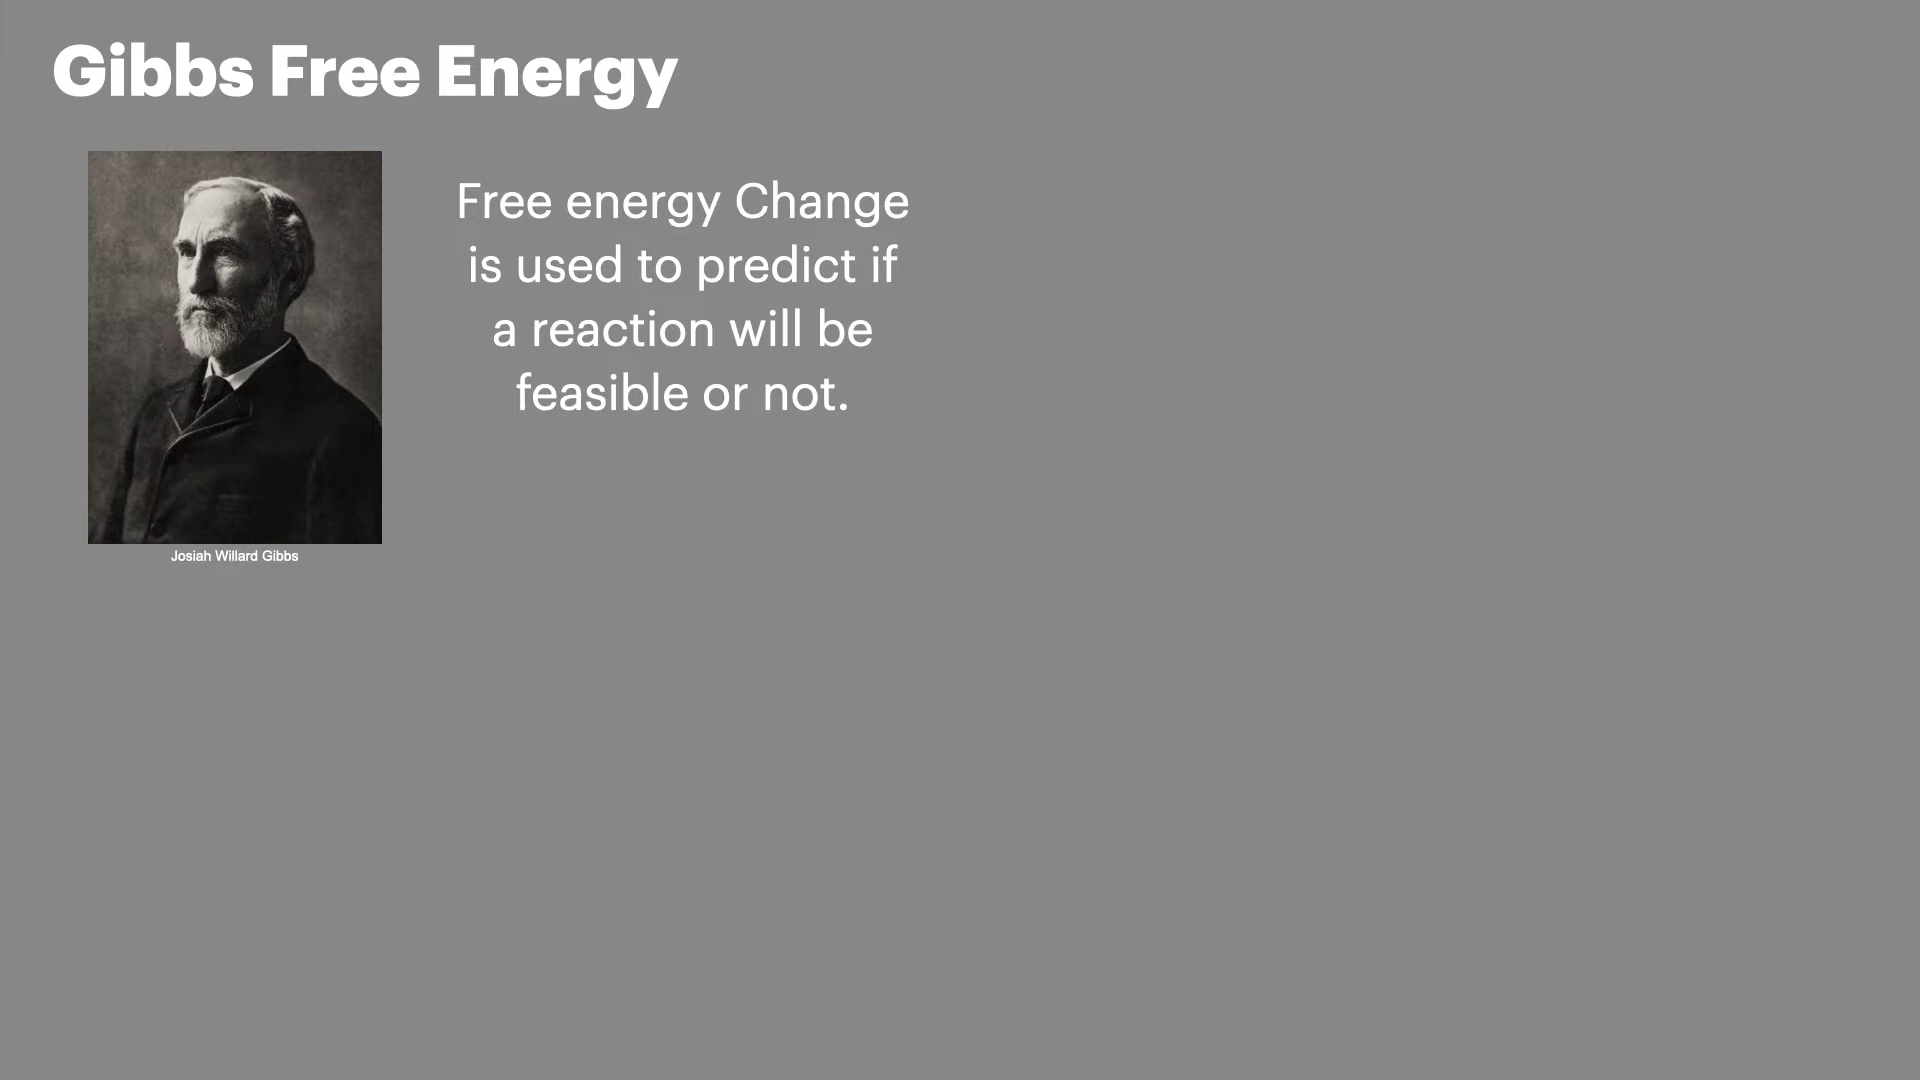 Gibbs Free Energy
Free energy Change
is used to predict if
a reaction will be
feasible or not.
Josiah Willard Gibbs